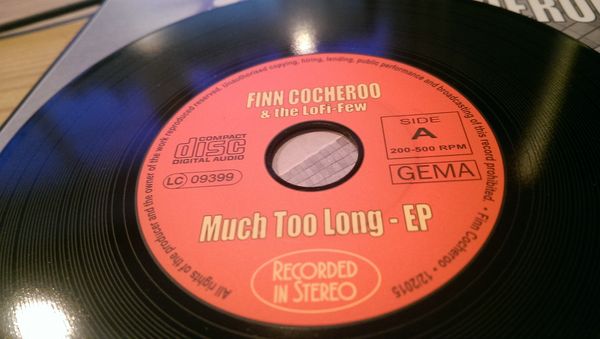 FINN COCHEROO
& the LoFi-Few
COMPACT
disc
DIGITAL AUDIO
LC 09399
SIDE
A
200-500 RPM
GEMA
Much Too Long - EP
RECORDED
IN STEREO
All rights of the producer and the owner of the work reproduced reserved. Unauthorised copying, hiring, lending, public performance and broadcasting of this record prohibited. • Finn Cocheroo • 12/2015